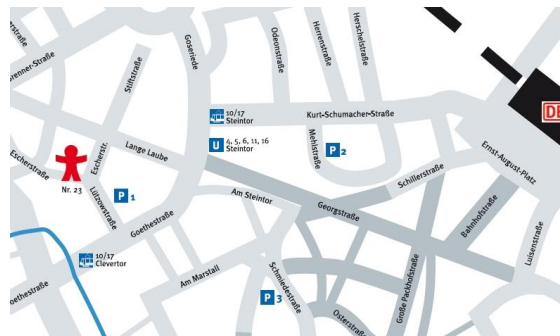 Goseriede
Odeonstraße
Herrenstraße
Herschelstraße
Stiftstraße
10/17
Steintor
Kurt-Schumacher-Straße
U 4, 5, 6, 11, 16
Steintor
Mehlstraße
P 2
DB
Escherstraße
Escherstr.
Lange Laube
Nr. 23
Lützowstraße
P 1
Goethestraße
Am Steintor
Georgstraße
Schillerstraße
Ernst-August-Platz
Bahnhofstraße
Luisenstraße
10/17
Clevertor
Am Marstall
Schmiedestraße
P 3
Große Packhofstraße
Osterstraße
oethestraße